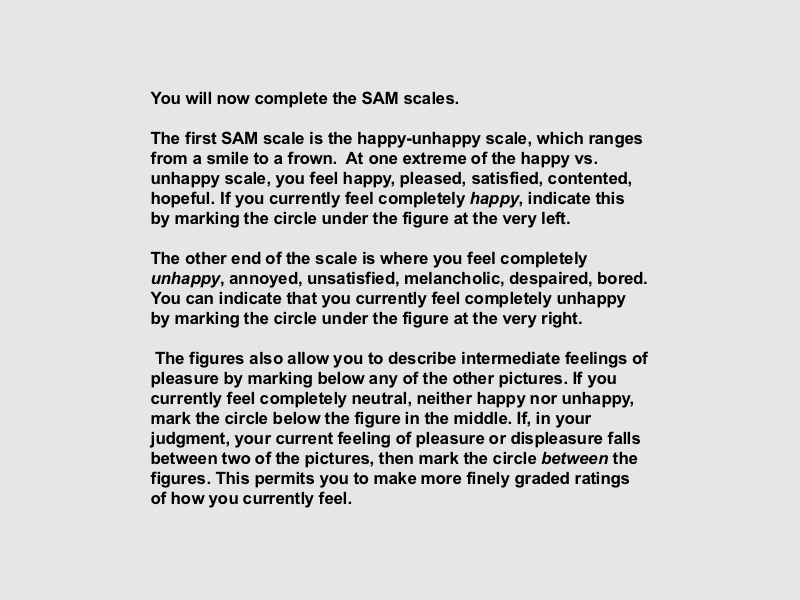 You will now complete the SAM scales.
The first SAM scale is the happy-unhappy scale, which ranges
from a smile to a frown.  At one extreme of the happy vs.
unhappy scale, you feel happy, pleased, satisfied, contented,
hopeful. If you currently feel completely happy, indicate this
by marking the circle under the figure at the very left.
The other end of the scale is where you feel completely
unhappy, annoyed, unsatisfied, melancholic, despaired, bored.
You can indicate that you currently feel completely unhappy
by marking the circle under the figure at the very right.
The figures also allow you to describe intermediate feelings of
pleasure by marking below any of the other pictures. If you
currently feel completely neutral, neither happy nor unhappy,
mark the circle below the figure in the middle. If, in your
judgment, your current feeling of pleasure or displeasure falls
between two of the pictures, then mark the circle between the
figures. This permits you to make more finely graded ratings
of how you currently feel.